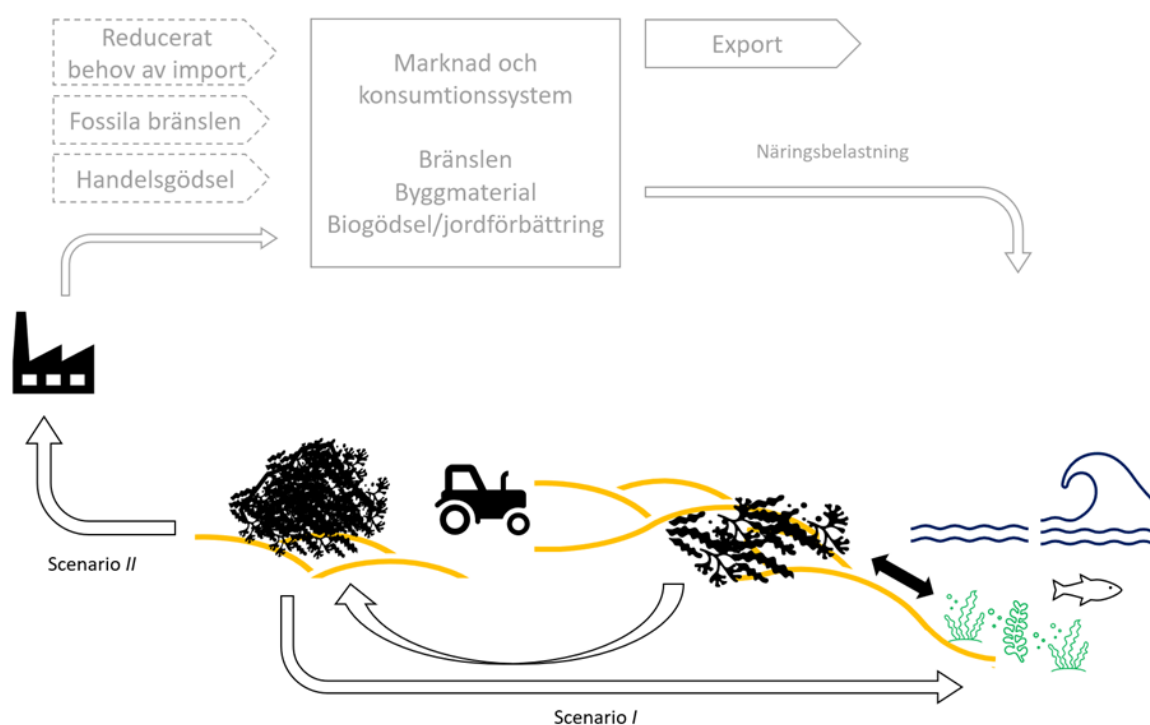 Reducerat
behov av import
Fossila bränslen
Handelsgödsel
Marknad och
konsumtionssystem
Bränslen
Byggmaterial
Biogödsel/jordförbättring
Export
Näringsbelastning
Scenario II
Scenario I